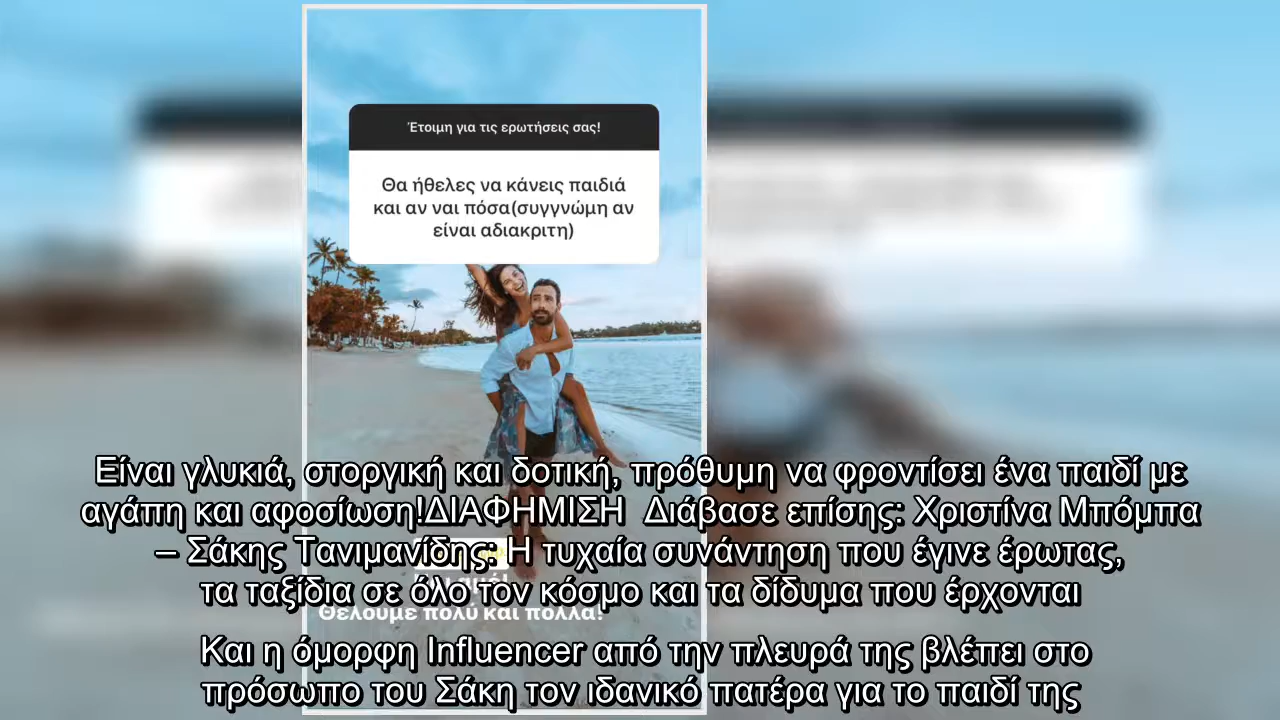 Έτοιμη για τις ερωτήσεις σας!
Θα ήθελες να κάνεις παιδιά
και αν ναι πόσα(συγγνώμη αν
είναι αδιακριτη)
Είναι γλυκιά, στοργική και δοτική, πρόθυμη να φροντίσει ένα παιδί με
αγάπη και αφοσίωση!ΔΙΑΦΗΜΙΣΗ Διάβασε επίσης: Χριστίνα Μπόμπα
– Σάκης Τανιμανίδης: Η τυχαία συνάντηση που έγινε έρωτας,
τα ταξίδια σε όλο τον κόσμο και τα δίδυμα που έρχονται
Θέλουμε πολύ και πολλά!
Και η όμορφη Influencer από την πλευρά της βλέπει στο
πρόσωπο του Σάκη τον ιδανικό πατέρα για το παιδί της